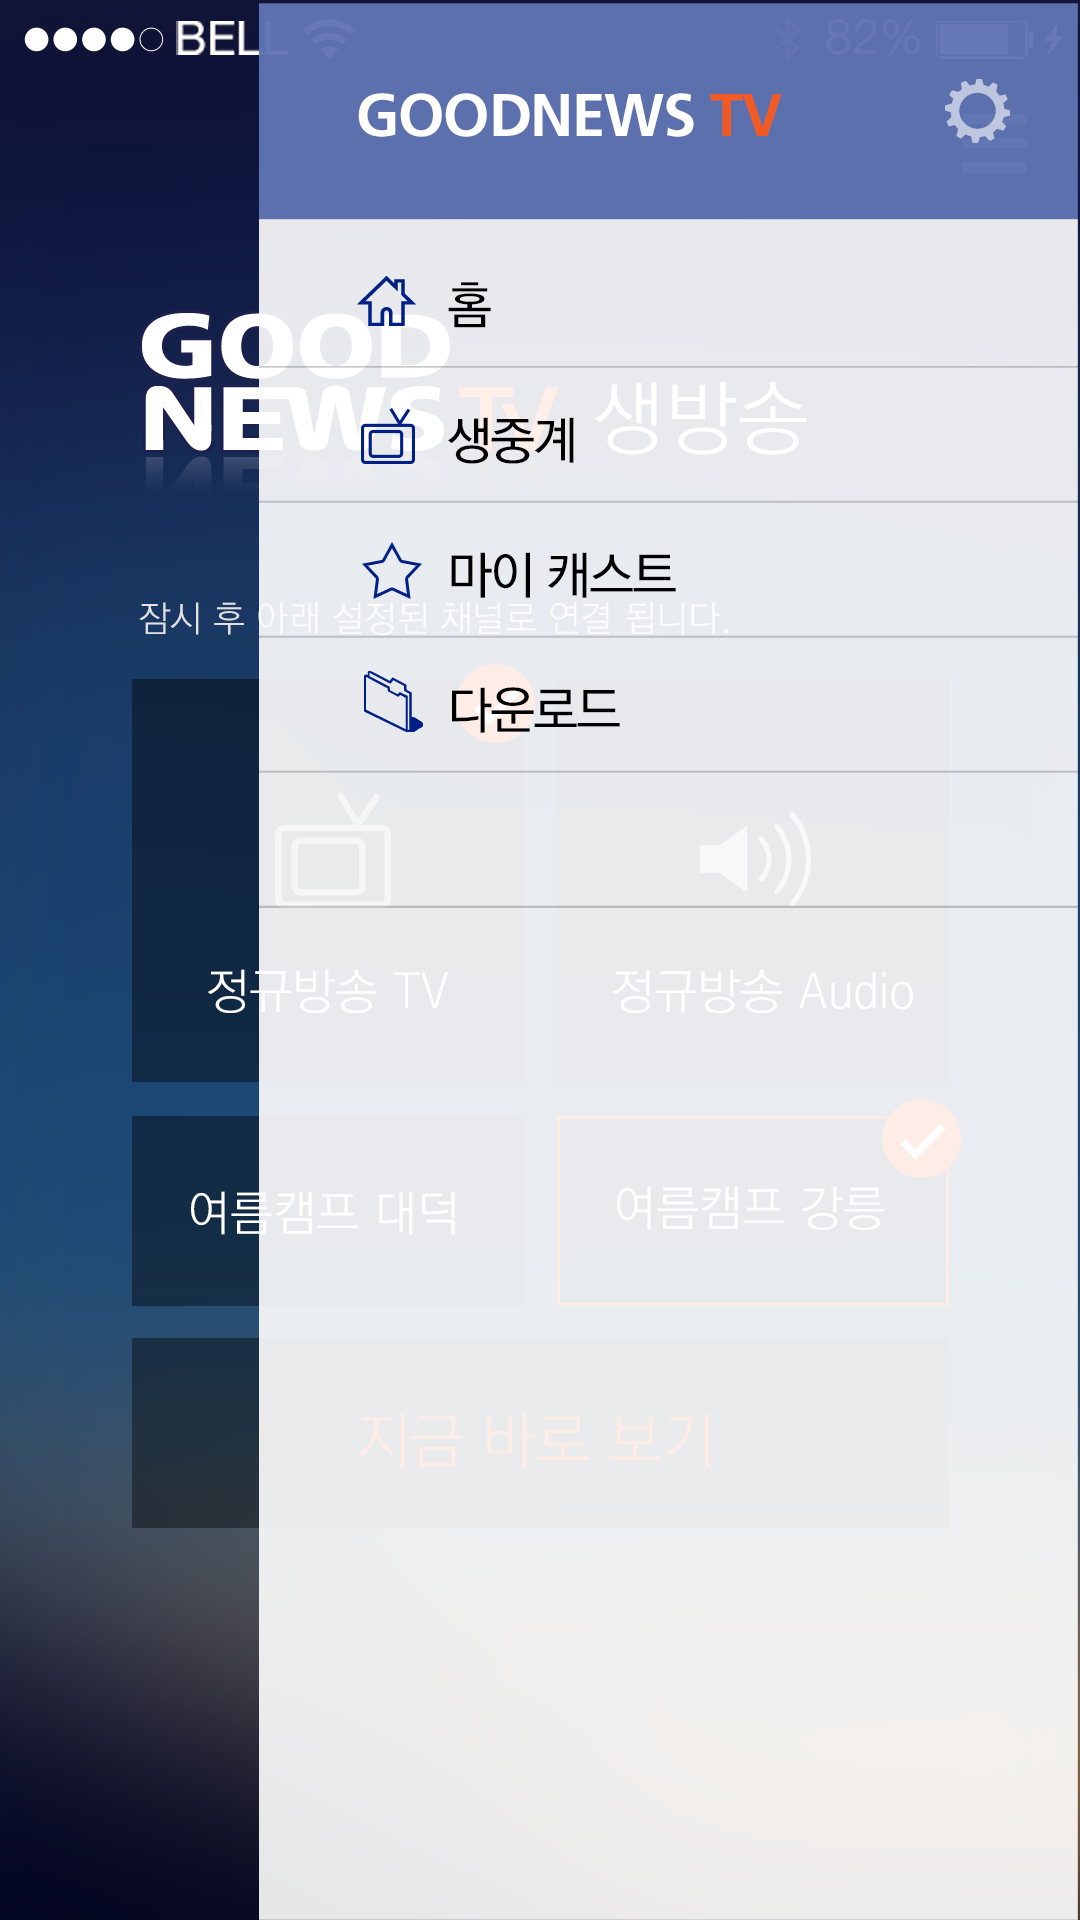 BELL 82%
GOODNEWS TV
홈
GOOD
NEWS TV 생방송
생중계
마이 캐스트
잠시 후 아래 설정된 채널로 연결 됩니다.
다운로드
정규방송 TV
정규방송 Audio
여름캠프 대덕
여름캠프 강릉
지금 바로 보기